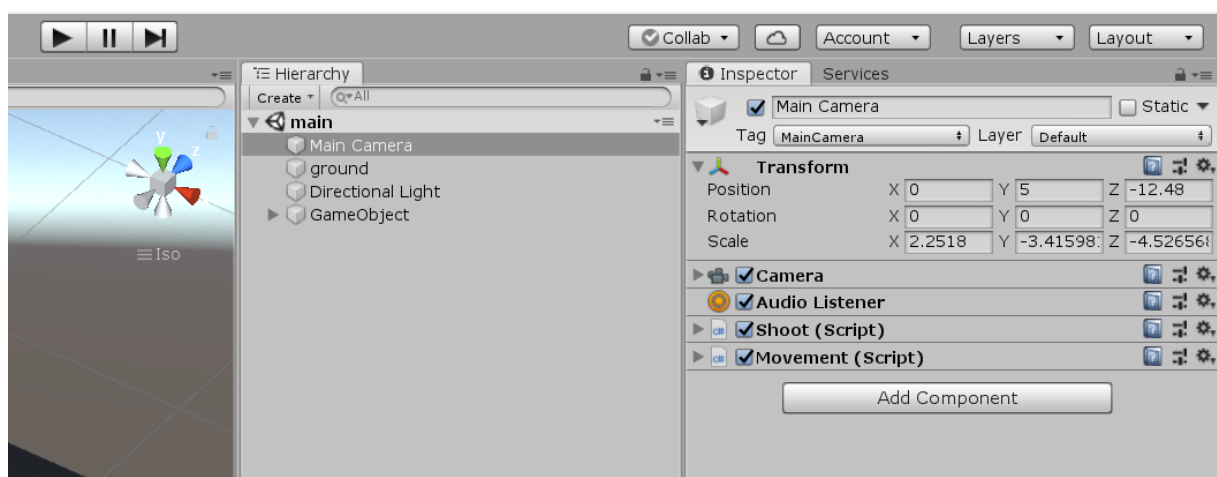 Collab Account Layers Layout
Hierarchy
Create All
main
Main Camera
ground
Directional Light
GameObject
y
z
Iso
Inspector Services
Main Camera Static
Tag MainCamera Layer Default
Transform
Position X 0 Y 5 Z -12.48
Rotation X 0 Y 0 Z 0
Scale X 2.2518 Y -3.41598 Z -4.526568
Camera
Audio Listener
C# Shoot (Script)
C# Movement (Script)
Add Component